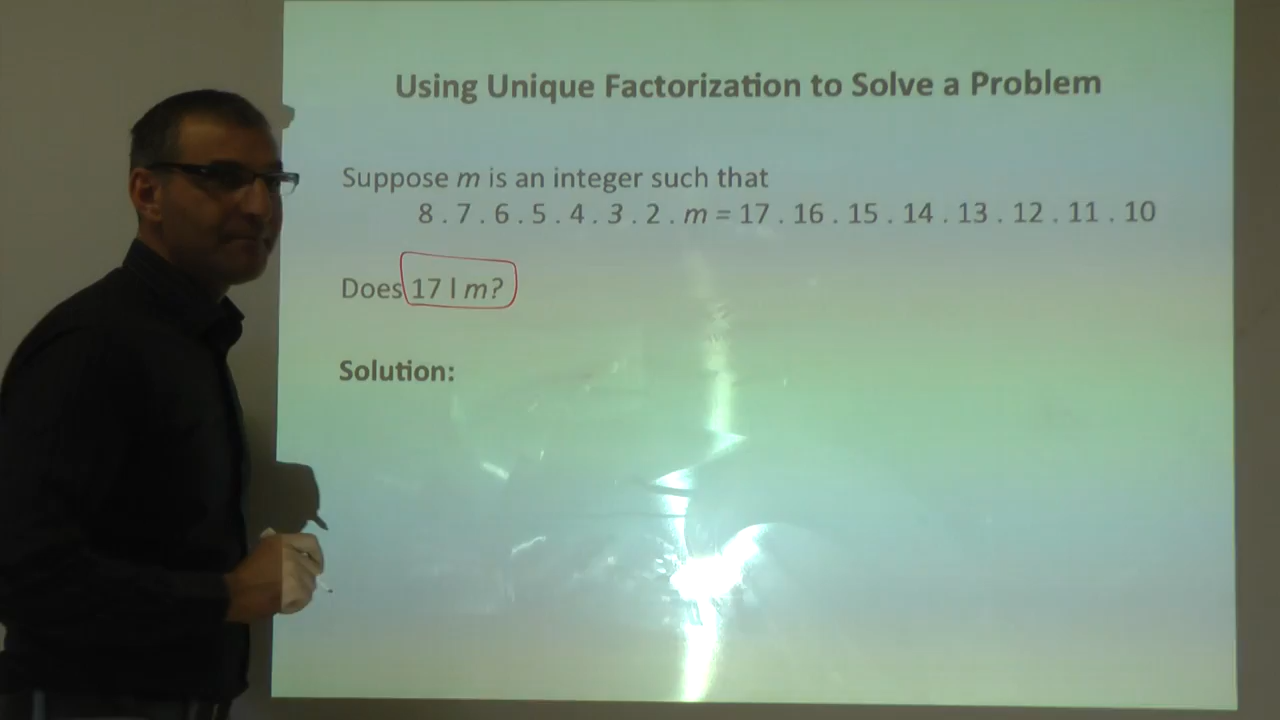 Using Unique Factorization to Solve a Problem
Suppose m is an integer such that
8 . 7 . 6 . 5 . 4 . 3 . 2 . m = 17 . 16 . 15 . 14 . 13 . 12 . 11 . 10
Does 17 | m?
Solution: